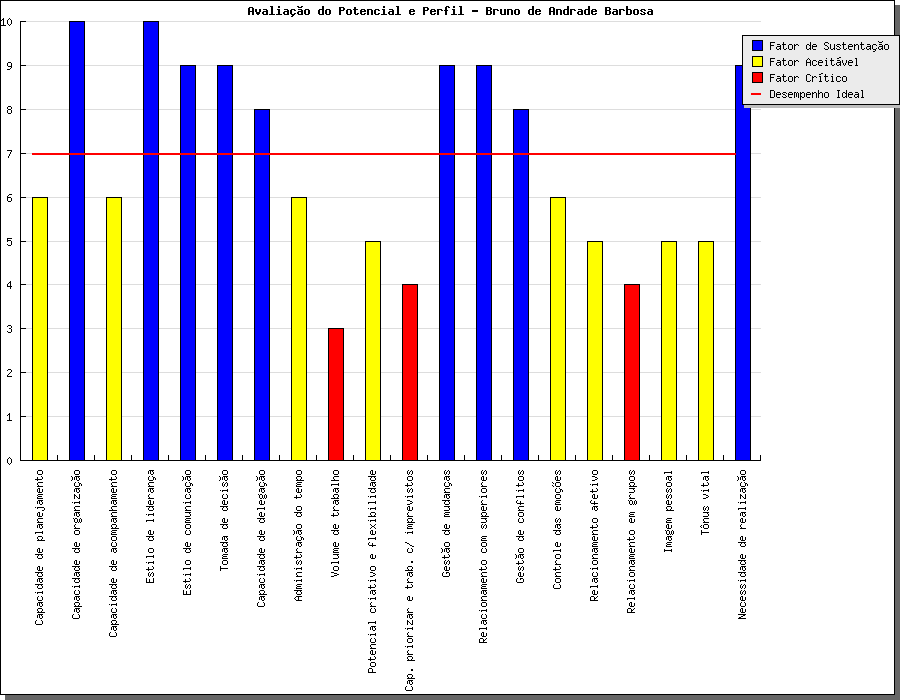 Avaliação do Potencial e Perfil - Bruno de Andrade Barbosa
Fator de Sustentação
Fator Aceitável
Fator Crítico
Desempenho Ideal
10
9
8
7
6
5
4
3
2
1
0
Capacidade de planejamento
Capacidade de organização
Capacidade de acompanhamento
Estilo de liderança
Estilo de comunicação
Tomada de decisão
Capacidade de delegação
Administração do tempo
Volume de trabalho
Potencial criativo e flexibilidade
Cap. priorizar e trab. c/ imprevistos
Gestão de mudanças
Relacionamento com superiores
Gestão de conflitos
Controle das emoções
Relacionamento afetivo
Relacionamento em grupos
Imagem pessoal
Tônus vital
Necessidade de realização